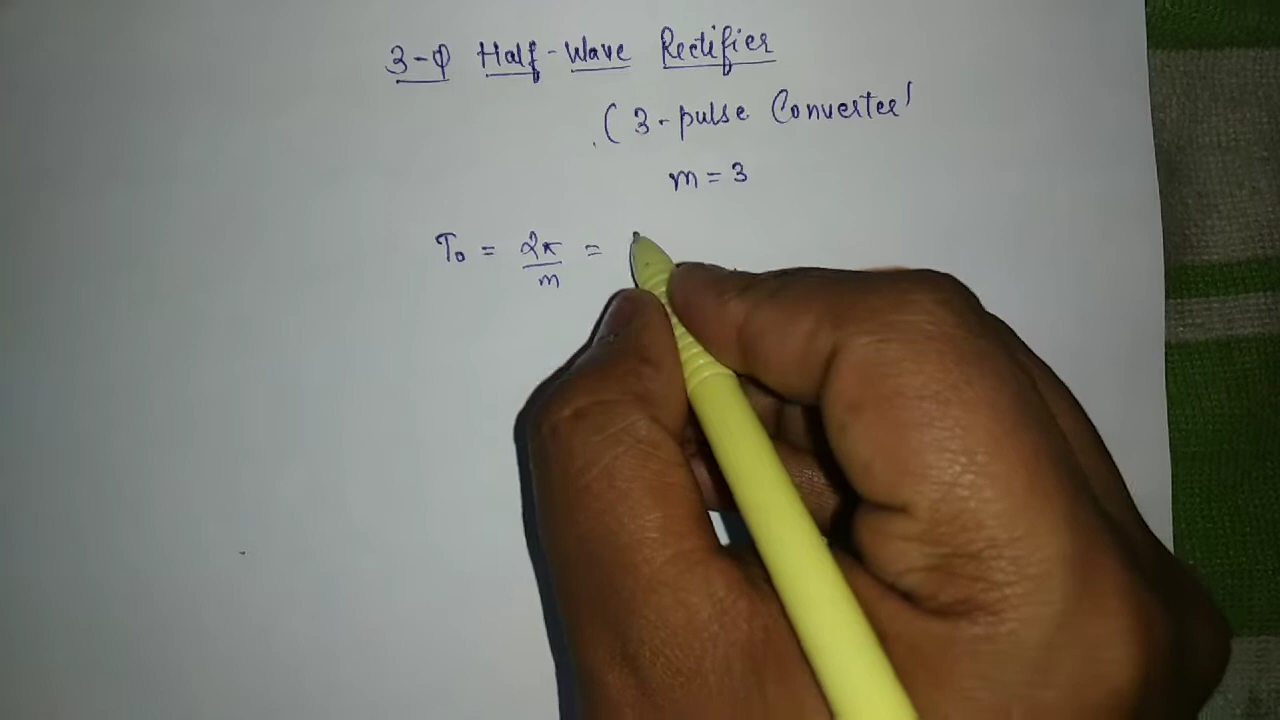 3-φ Half-Wave Rectifier
( 3-pulse Converter)
m = 3
T₀ = 2π/m =